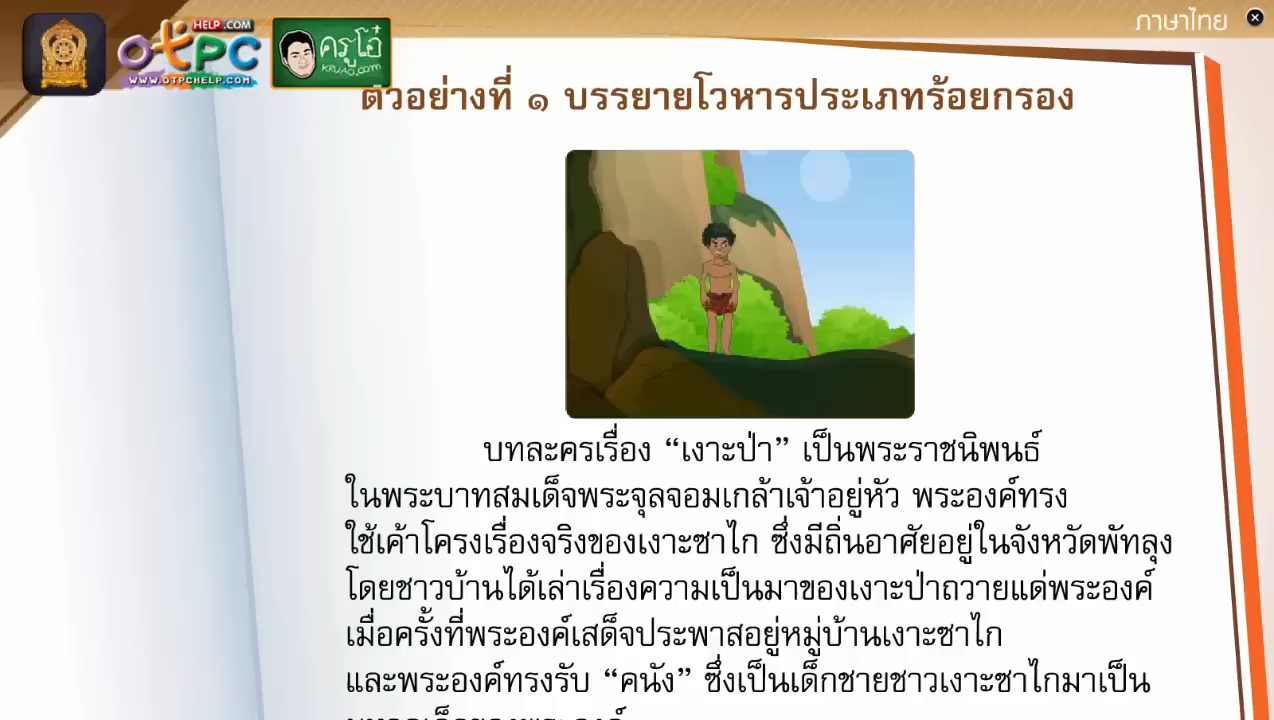 ภาษาไทย
HELP.COM
OTPC
WWW.OTPCHELP.COM
ครูโอ๋
KRUAO.COM
ตัวอย่างที่ ๑ บรรยายโวหารประเภทร้อยกรอง
บทละครเรื่อง “เงาะป่า” เป็นพระราชนิพนธ์
ในพระบาทสมเด็จพระจุลจอมเกล้าเจ้าอยู่หัว พระองค์ทรง
ใช้เค้าโครงเรื่องจริงของเงาะซาไก ซึ่งมีถิ่นอาศัยอยู่ในจังหวัดพัทลุง
โดยชาวบ้านได้เล่าเรื่องความเป็นมาของเงาะป่าถวายแด่พระองค์
เมื่อครั้งที่พระองค์เสด็จประพาสอยู่หมู่บ้านเงาะซาไก
และพระองค์ทรงรับ “คนัง” ซึ่งเป็นเด็กชายชาวเงาะซาไกมาเป็น